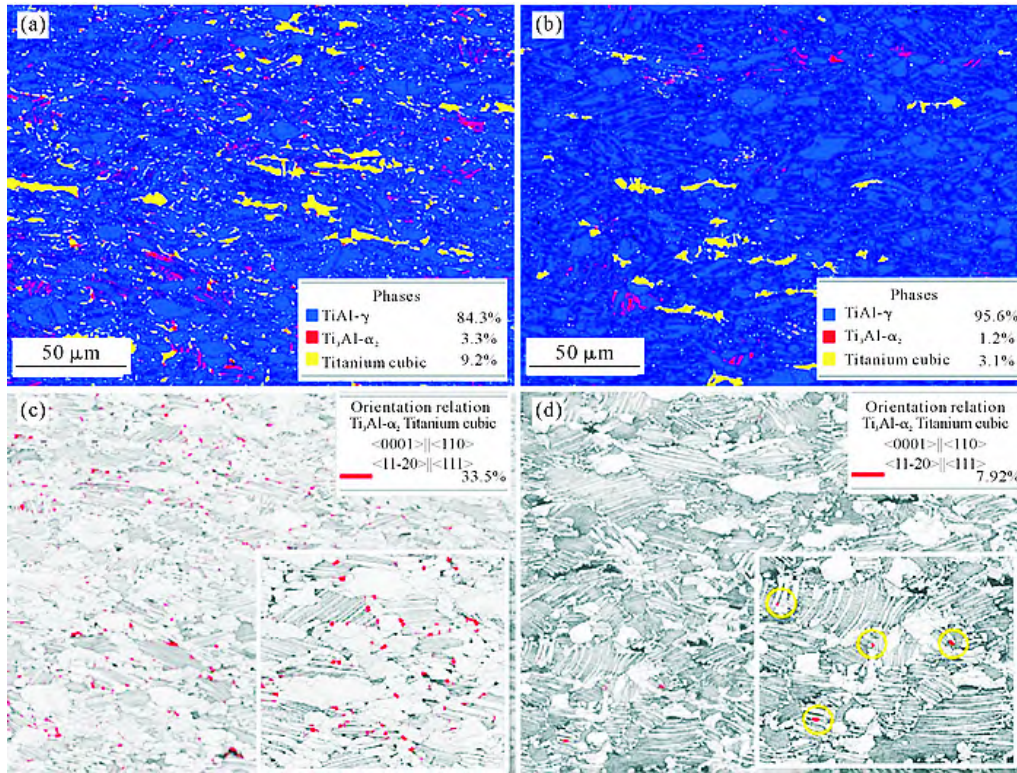 (a)
Phases
TiAl-γ 84.3%
Ti₃Al-α₂ 3.3%
Titanium cubic 9.2%
50 μm
(b)
Phases
TiAl-γ 95.6%
Ti₃Al-α₂ 1.2%
Titanium cubic 3.1%
50 μm
(c)
Orientation relation
Ti₃Al-α₂ Titanium cubic
<0001>||<110>
<11-20>||<111>
33.5%
(d)
Orientation relation
Ti₃Al-α₂ Titanium cubic
<0001>||<110>
<11-20>||<111>
7.92%